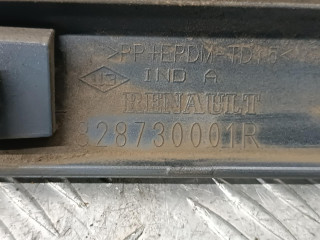 >PP+EPDM-TD15<
IND A
RENAULT
828730001R